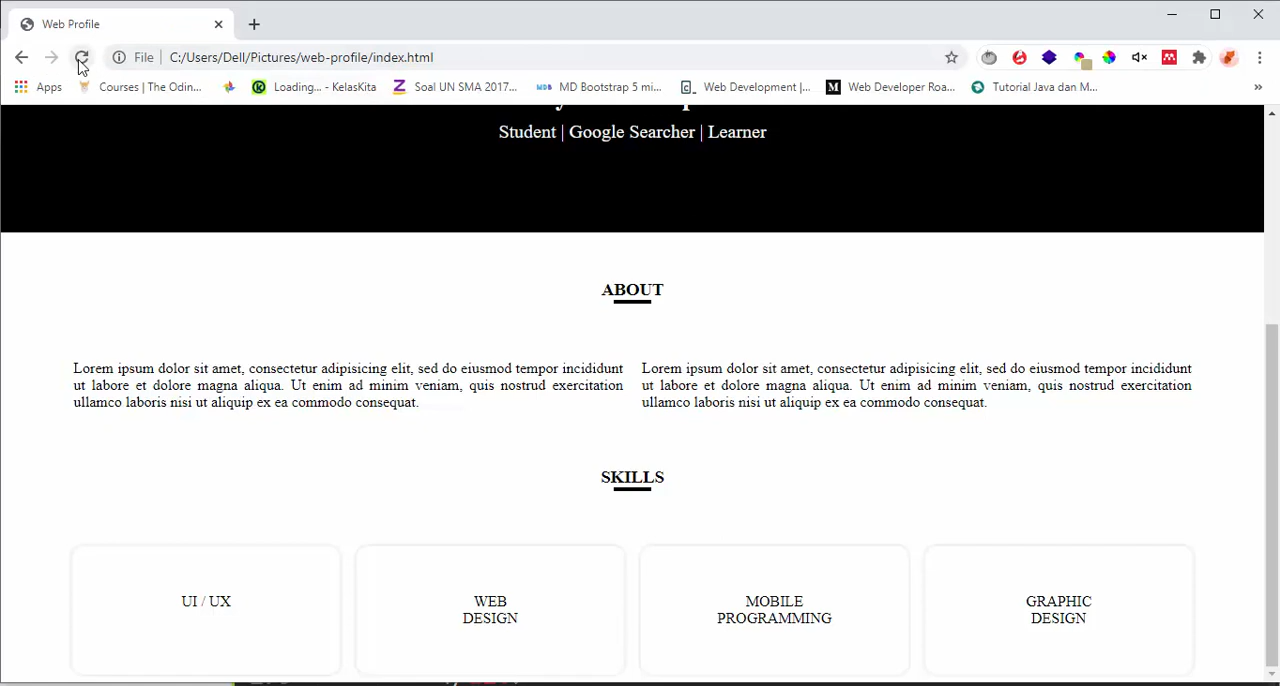 Web Profile
File
C:/Users/Dell/Pictures/web-profile/index.html
Apps
Courses | The Odin...
Loading... - KelasKita
Soal UN SMA 2017...
MD Bootstrap 5 mi...
Web Development |...
Web Developer Roa...
Tutorial Java dan M...
»
Student | Google Searcher | Learner
ABOUT
Lorem ipsum dolor sit amet, consectetur adipisicing elit, sed do eiusmod tempor incididunt
ut labore et dolore magna aliqua. Ut enim ad minim veniam, quis nostrud exercitation
ullamco laboris nisi ut aliquip ex ea commodo consequat.
Lorem ipsum dolor sit amet, consectetur adipisicing elit, sed do eiusmod tempor incididunt
ut labore et dolore magna aliqua. Ut enim ad minim veniam, quis nostrud exercitation
ullamco laboris nisi ut aliquip ex ea commodo consequat.
SKILLS
UI / UX
WEB
DESIGN
MOBILE
PROGRAMMING
GRAPHIC
DESIGN